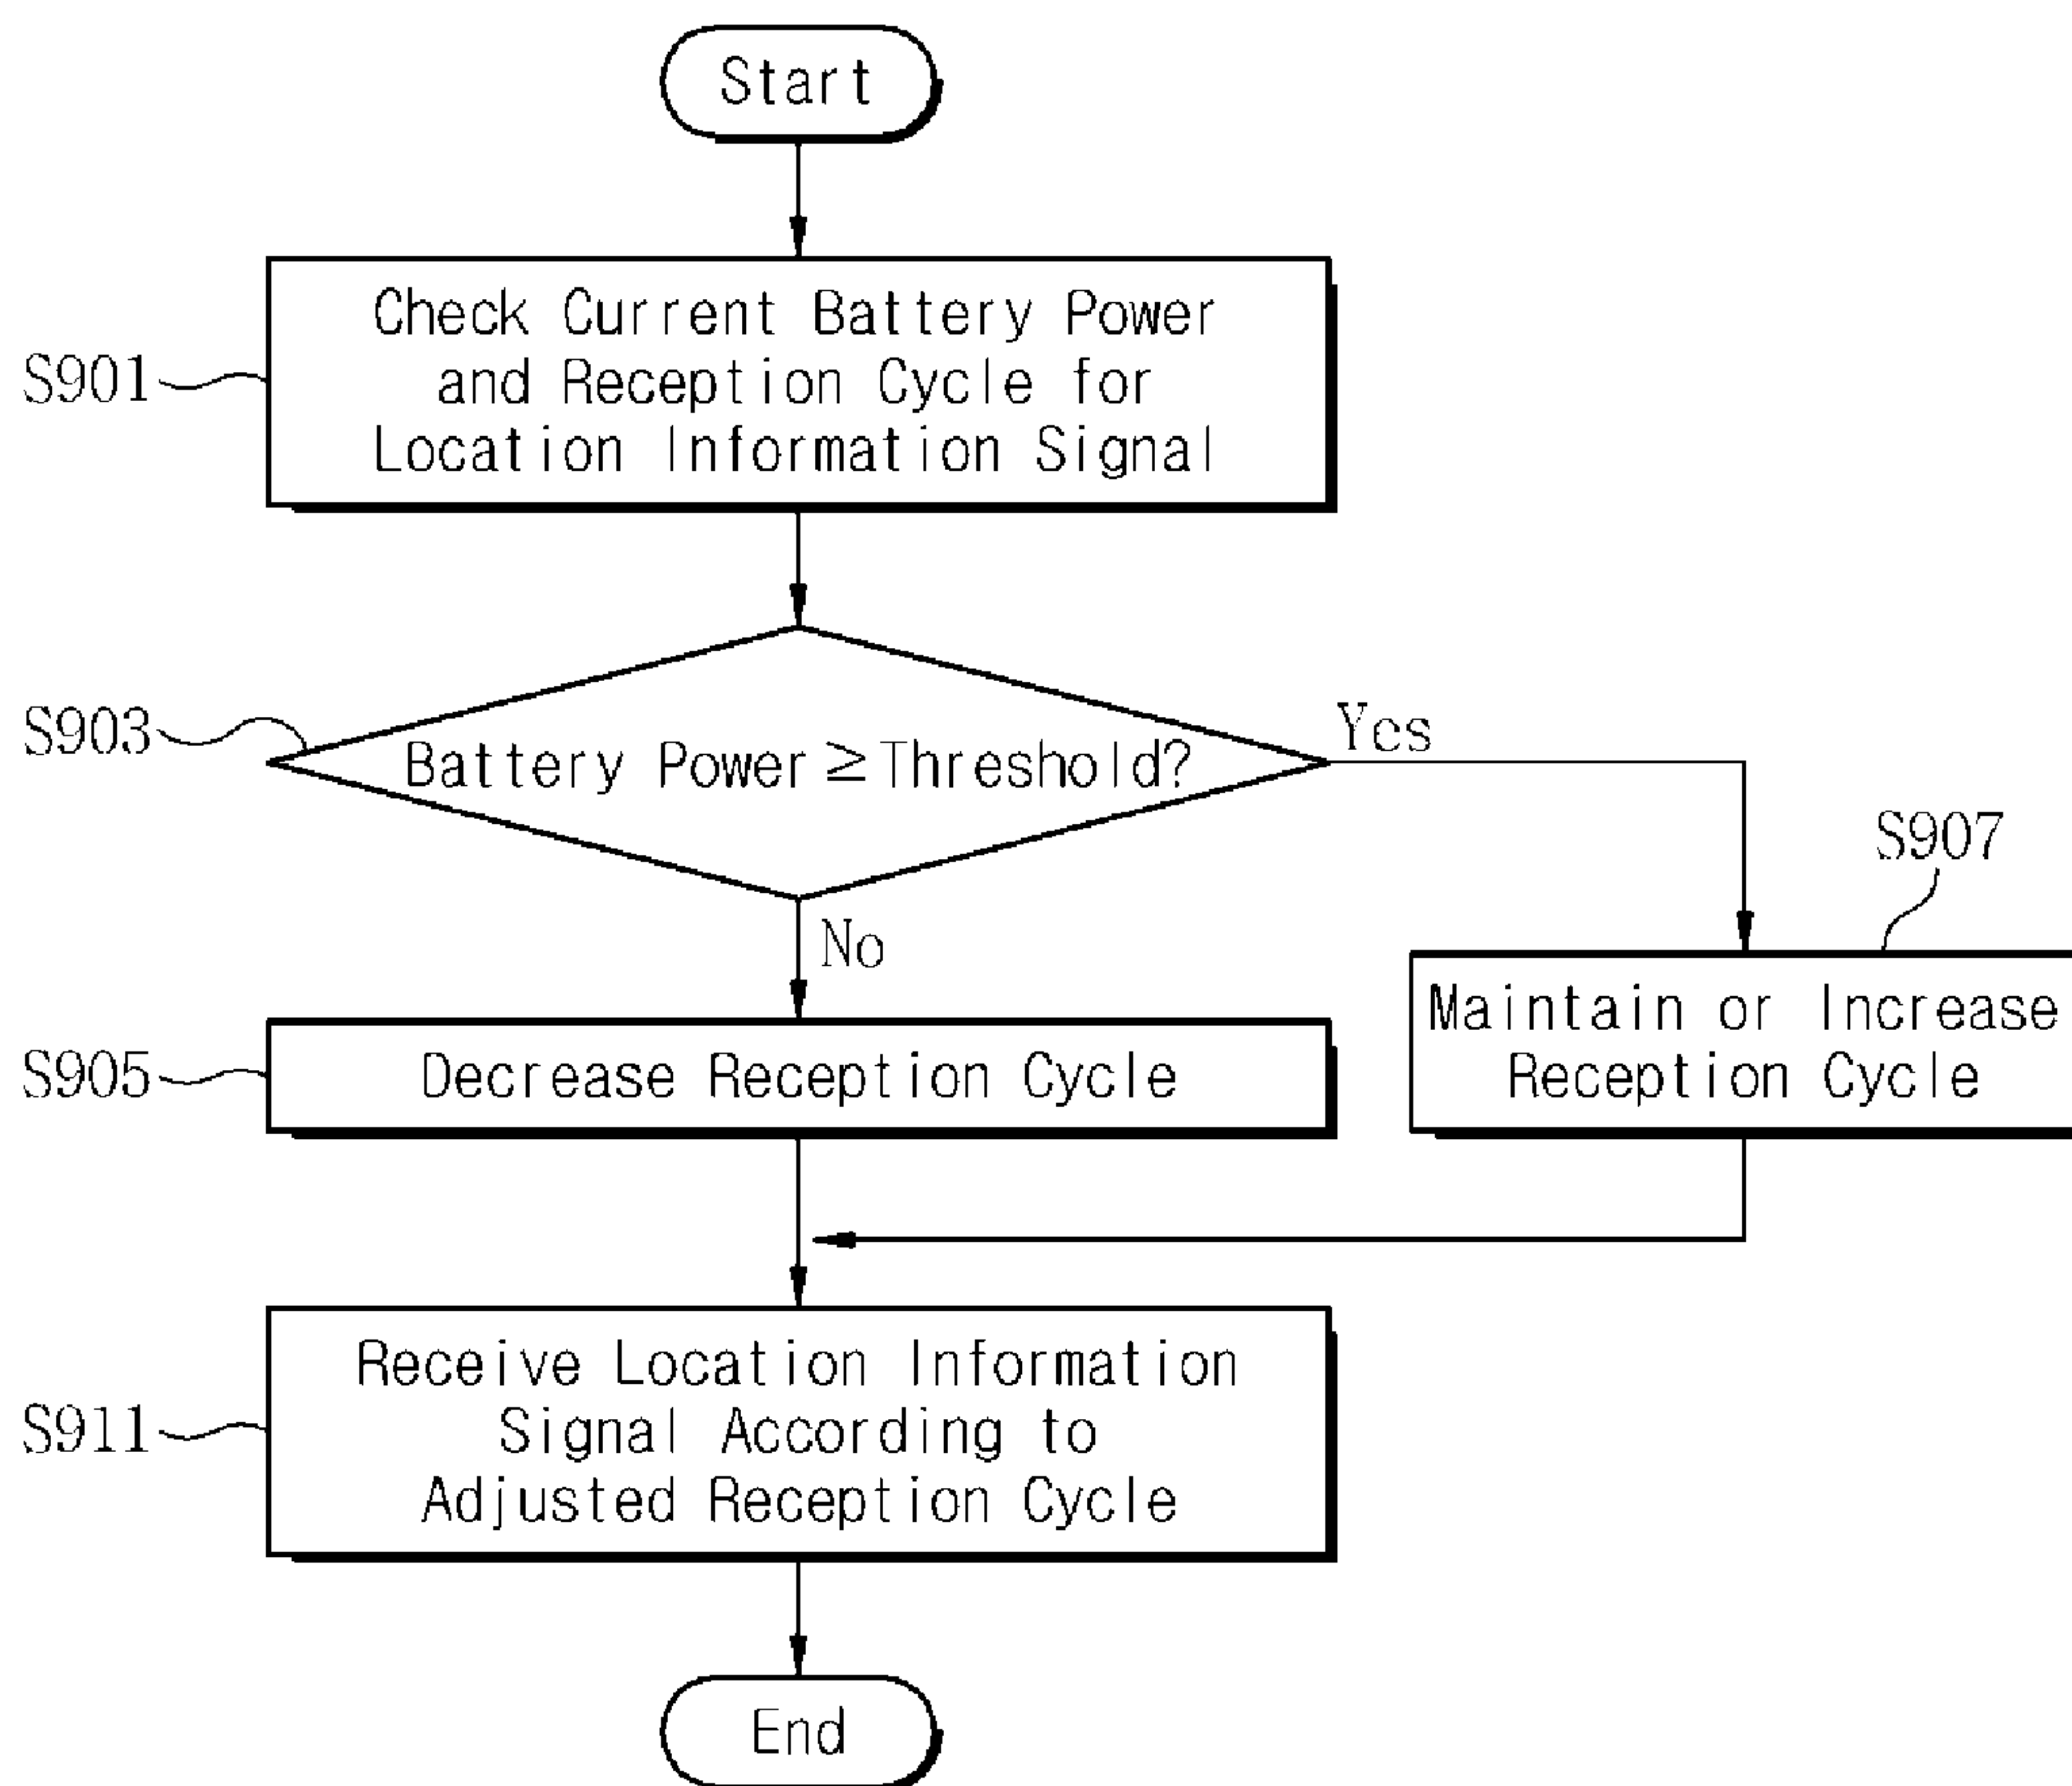 Start
S901
Check Current Battery Power
and Reception Cycle for
Location Information Signal
S903
Battery Power ≥ Threshold?
Yes
No
S907
Maintain or Increase
Reception Cycle
S905
Decrease Reception Cycle
S911
Receive Location Information
Signal According to
Adjusted Reception Cycle
End